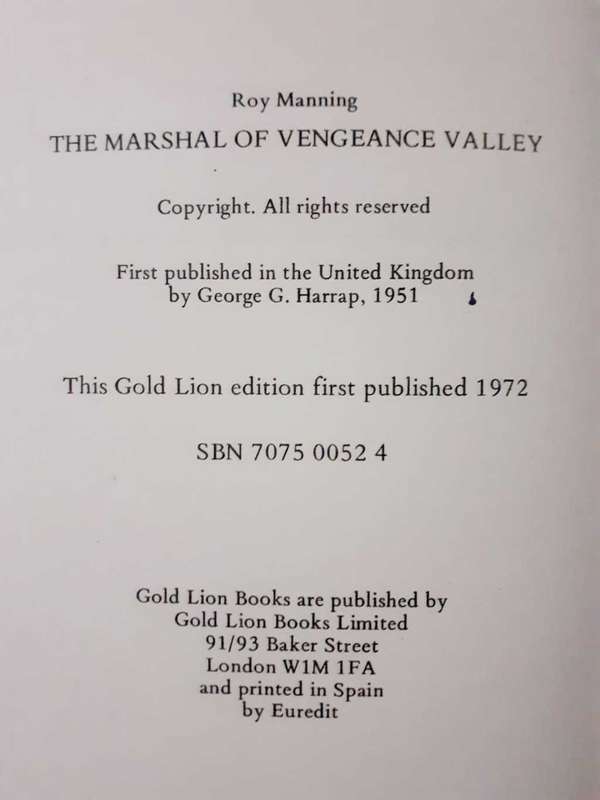 Roy Manning
THE MARSHAL OF VENGEANCE VALLEY
Copyright. All rights reserved
First published in the United Kingdom
by George G. Harrap, 1951
This Gold Lion edition first published 1972
SBN 7075 0052 4
Gold Lion Books are published by
Gold Lion Books Limited
91/93 Baker Street
London W1M 1FA
and printed in Spain
by Euredit